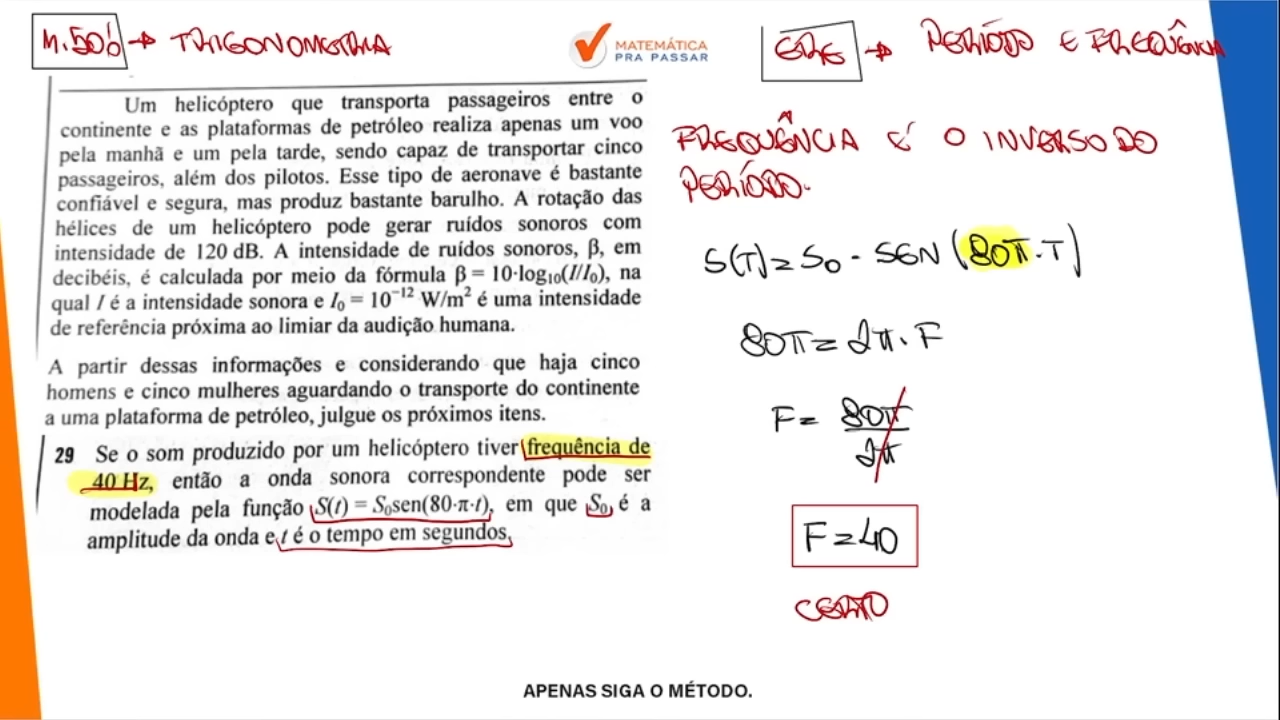 M.50% → TRIGONOMETRIA
MATEMÁTICA
PRA PASSAR
→ PERÍODO E FREQUÊNCIA
Um helicóptero que transporta passageiros entre o
continente e as plataformas de petróleo realiza apenas um voo
pela manhã e um pela tarde, sendo capaz de transportar cinco
passageiros, além dos pilotos. Esse tipo de aeronave é bastante
confiável e segura, mas produz bastante barulho. A rotação das
hélices de um helicóptero pode gerar ruídos sonoros com
intensidade de 120 dB. A intensidade de ruídos sonoros, β, em
decibéis, é calculada por meio da fórmula β = 10·log₁₀(I/I₀), na
qual I é a intensidade sonora e I₀ = 10⁻¹² W/m² é uma intensidade
de referência próxima ao limiar da audição humana.
A partir dessas informações e considerando que haja cinco
homens e cinco mulheres aguardando o transporte do continente
a uma plataforma de petróleo, julgue os próximos itens.
29 Se o som produzido por um helicóptero tiver frequência de
40 Hz, então a onda sonora correspondente pode ser
modelada pela função S(t) = S₀sen(80·π·t), em que S₀ é a
amplitude da onda e t é o tempo em segundos.
FREQUÊNCIA É O INVERSO DO
PERÍODO.
S(T) = S₀ · SEN (80π·T)
80π = 2π · F
F = 80π
2π
F = 40
CERTO
APENAS SIGA O MÉTODO.